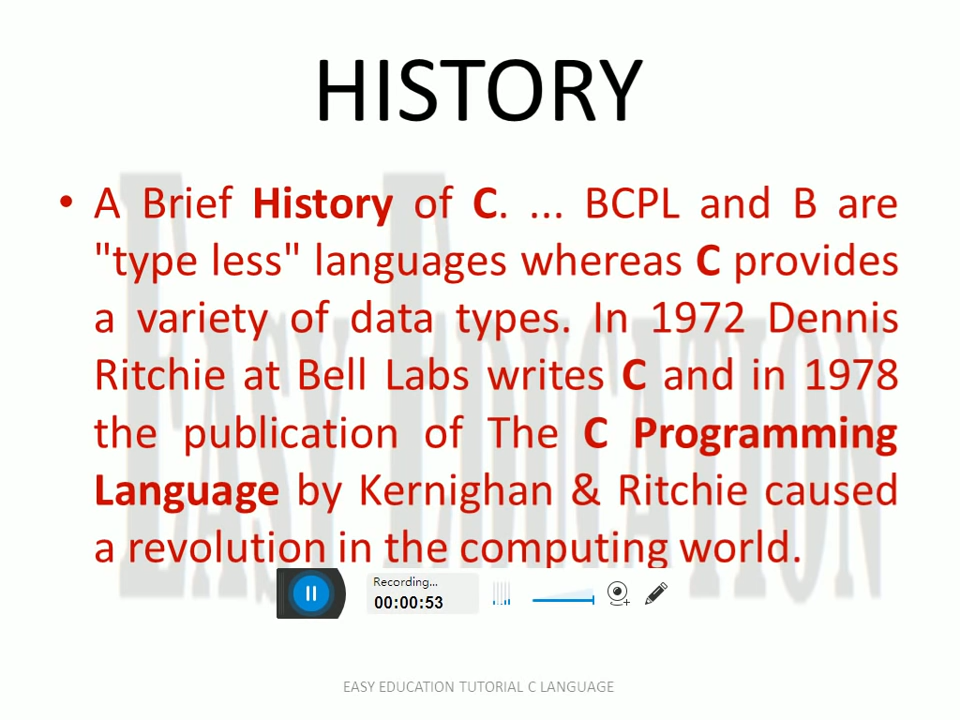 HISTORY
• A Brief History of C. ... BCPL and B are
"type less" languages whereas C provides
a variety of data types. In 1972 Dennis
Ritchie at Bell Labs writes C and in 1978
the publication of The C Programming
Language by Kernighan & Ritchie caused
a revolution in the computing world.
EASY EDUCATION
Recording...
00:00:53
EASY EDUCATION TUTORIAL C LANGUAGE